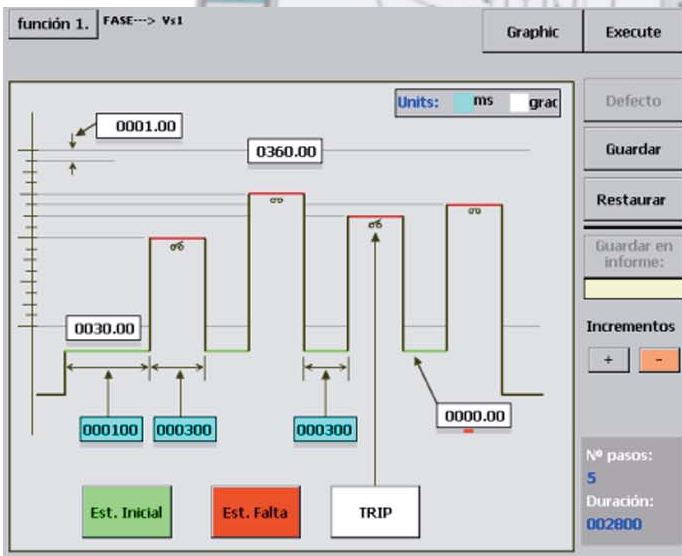 función 1.
FASE---> Vs1
Graphic
Execute
Units:
ms
grac
Defecto
0001.00
0360.00
Guardar
Restaurar
Guardar en
informe:
0030.00
Incrementos
+
-
000100
000300
000300
0000.00
Nº pasos:
5
Duración:
002800
Est. Inicial
Est. Falta
TRIP